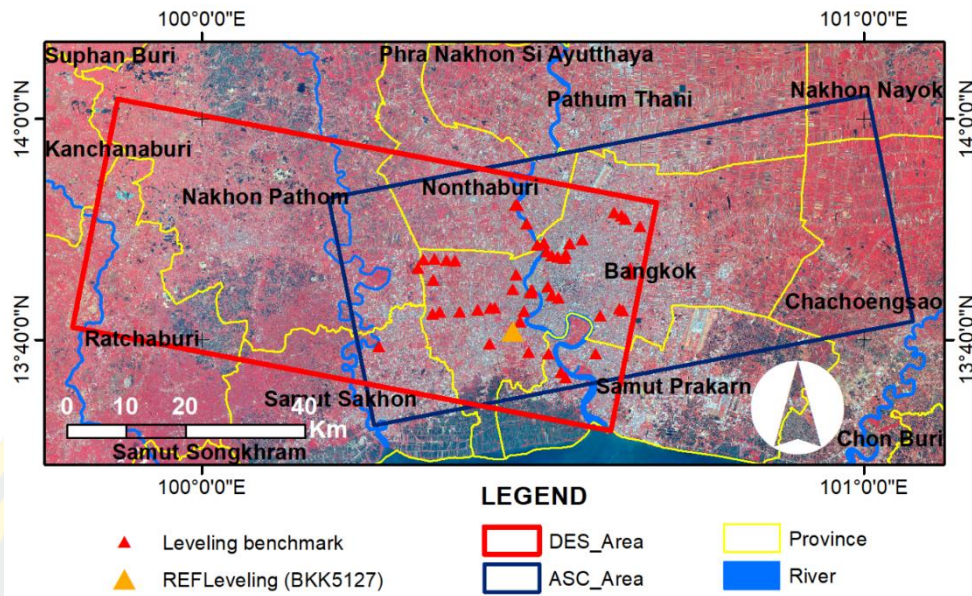 100°0'0"E
101°0'0"E
Suphan Buri
Phra Nakhon Si Ayutthaya
Pathum Thani
Nakhon Nayok
14°0'0"N
14°0'0"N
Kanchanaburi
Nakhon Pathom
Nonthaburi
Bangkok
Chachoengsao
13°40'0"N
13°40'0"N
Ratchaburi
Samut Sakhon
Samut Prakarn
0 10 20 40
Km
Samut Songkhram
Chon Buri
100°0'0"E
101°0'0"E
LEGEND
Leveling benchmark
DES_Area
Province
REFLeveling (BKK5127)
ASC_Area
River